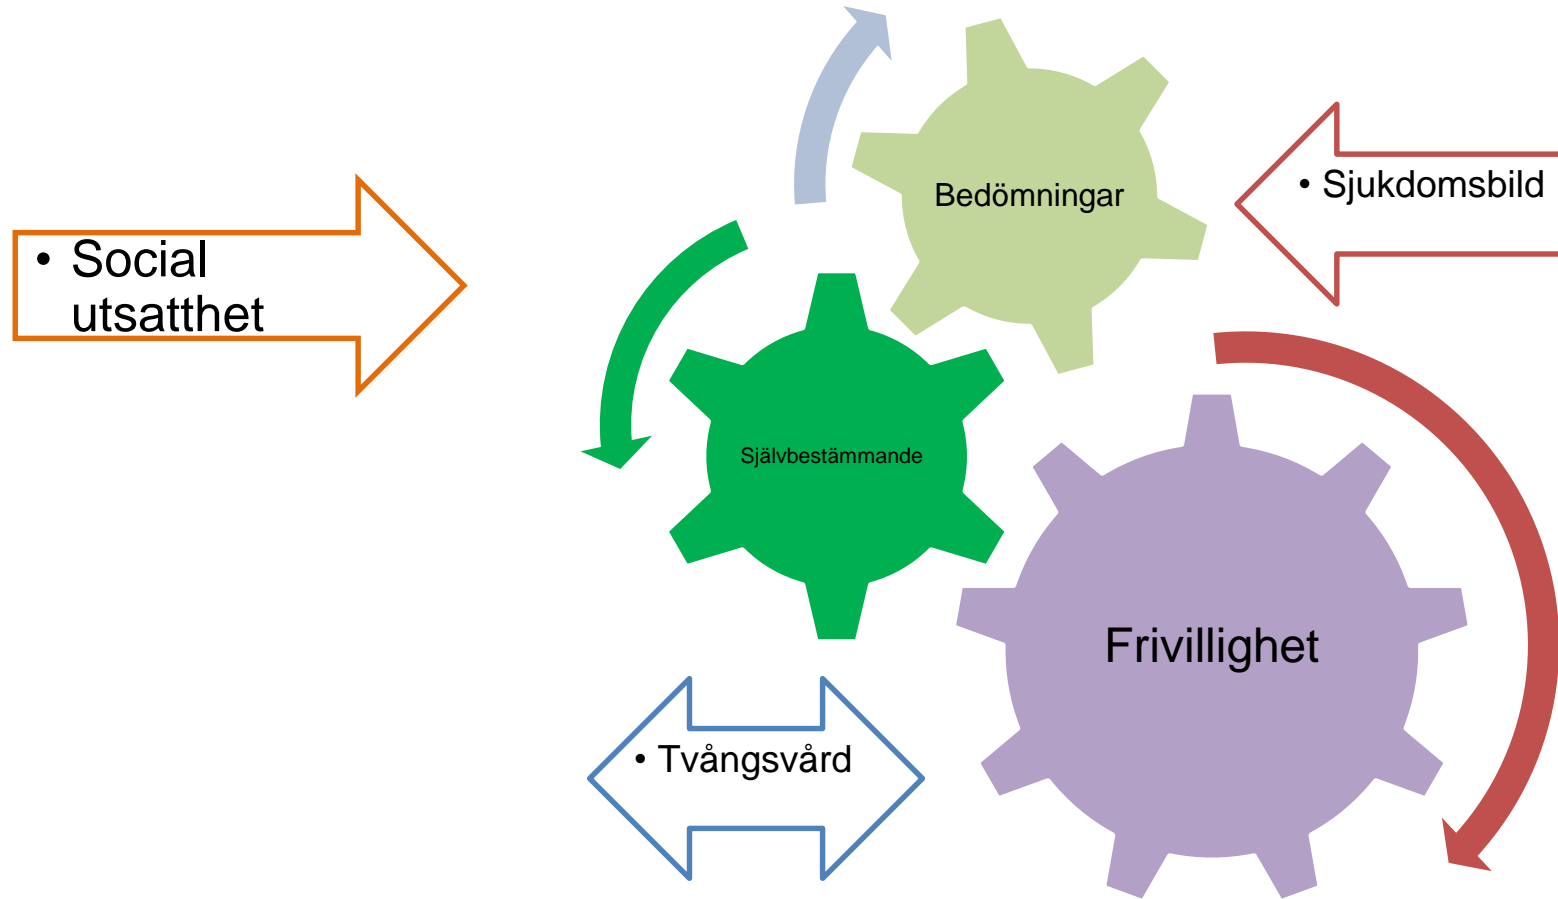 Bedömningar
• Sjukdomsbild
• Social
utsatthet
Självbestämmande
Frivillighet
• Tvångsvård